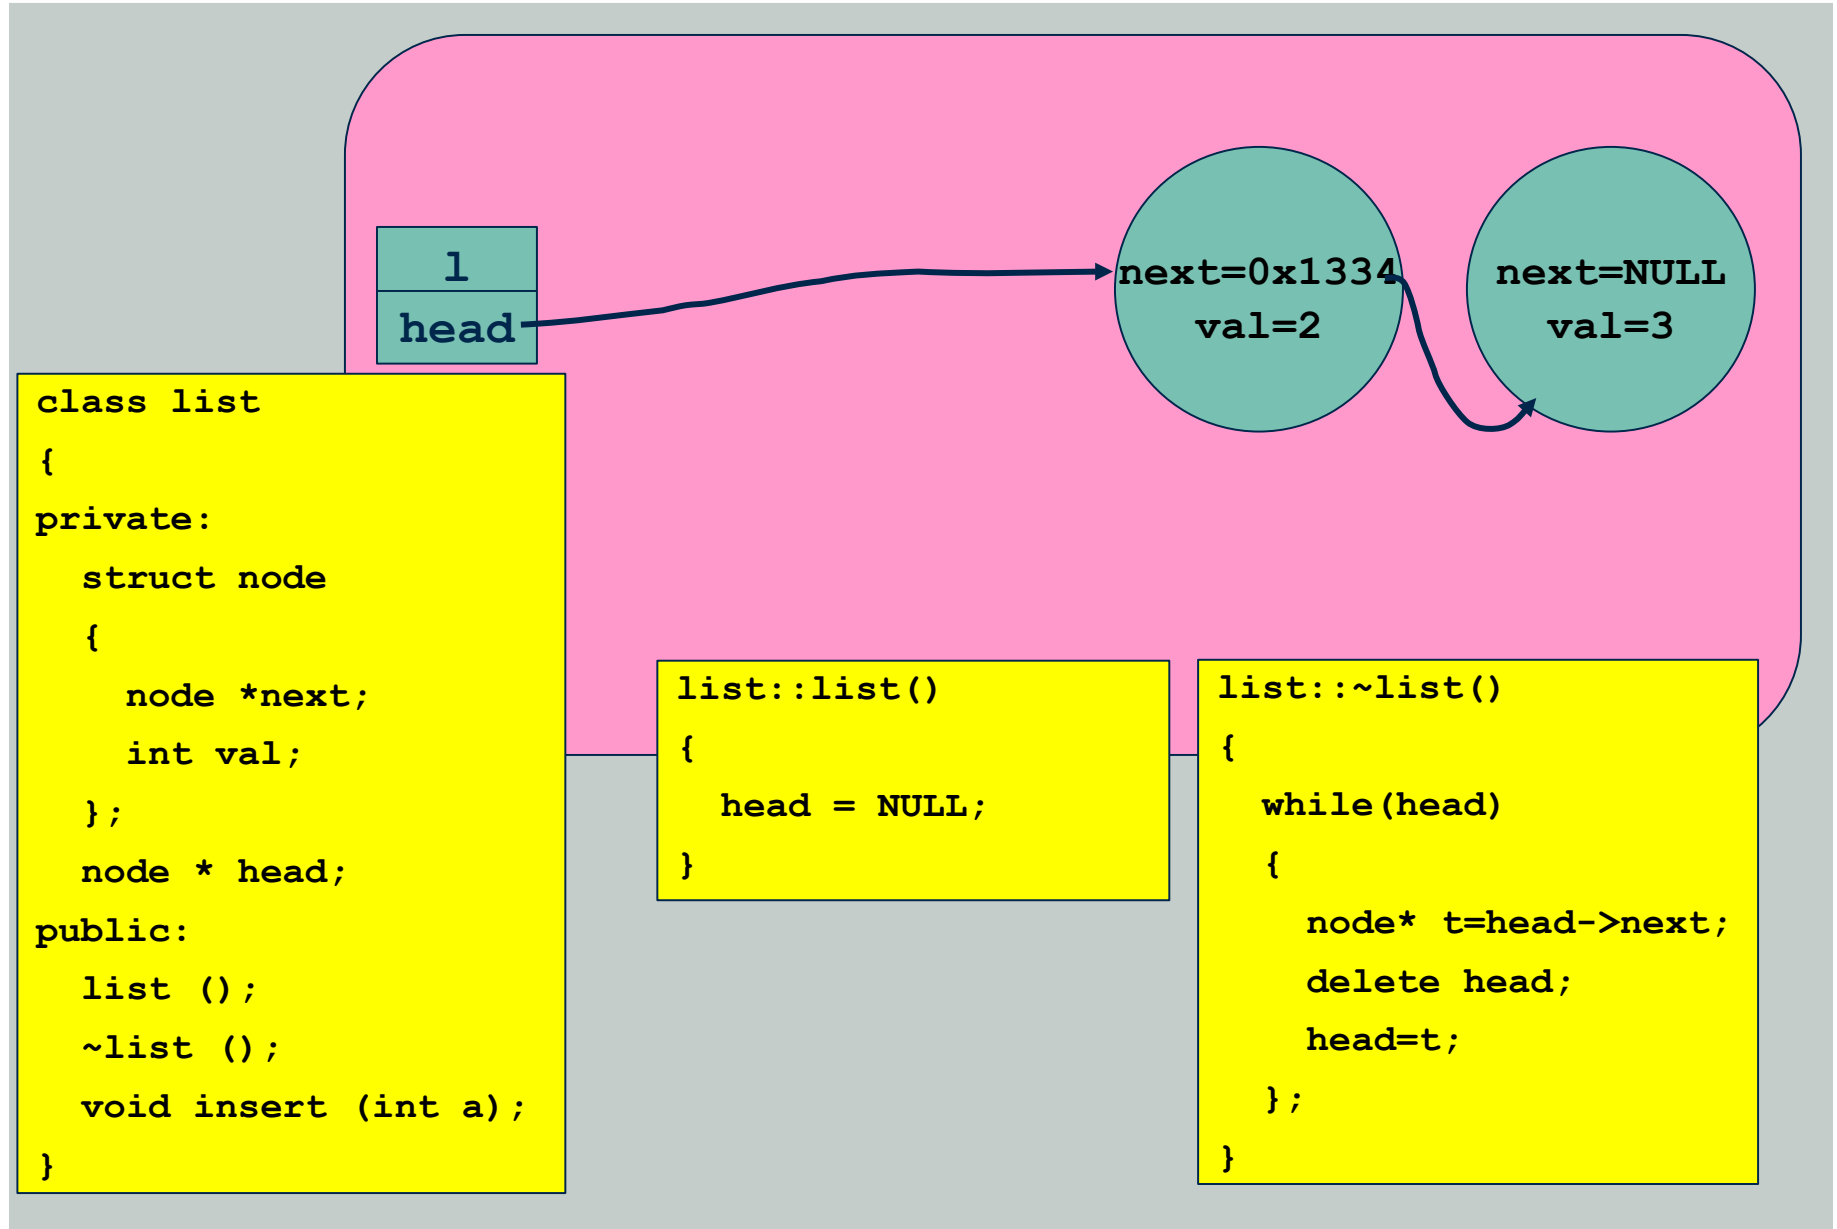 l
head
next=0x1334
val=2
next=NULL
val=3
class list
{
private:
  struct node
  {
    node *next;
    int val;
  };
  node * head;
public:
  list ();
  ~list ();
  void insert (int a);
}
list::list()
{
  head = NULL;
}
list::~list()
{
  while(head)
  {
    node* t=head->next;
    delete head;
    head=t;
  };
}